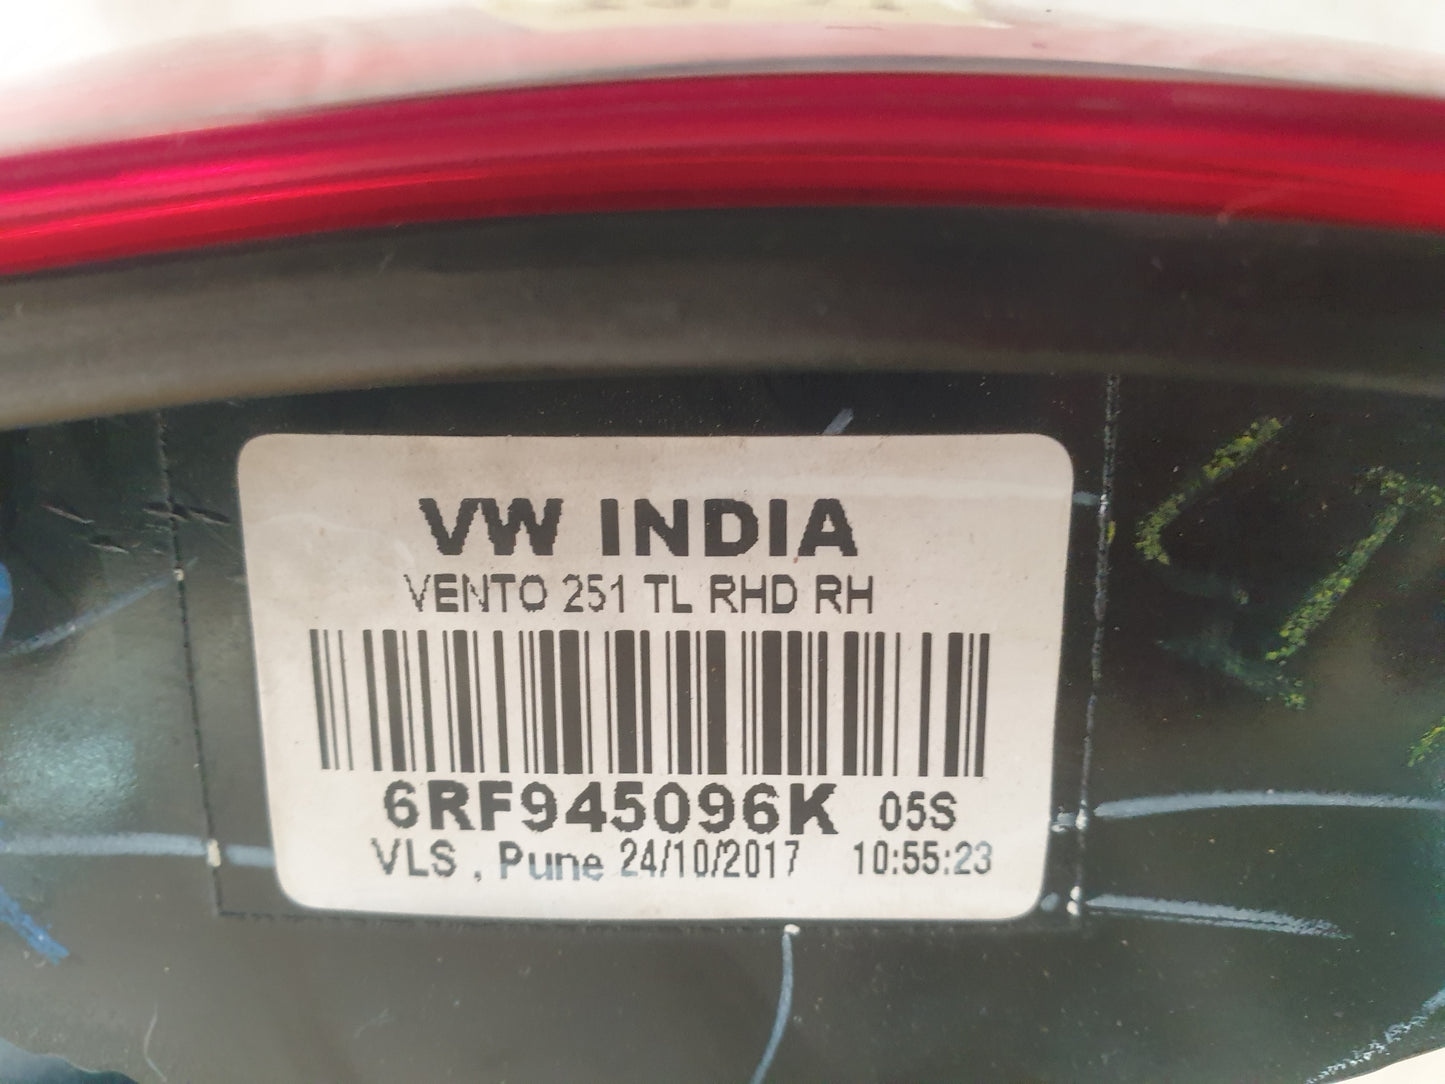 VW INDIA
VENTO 251 TL RHD RH
6RF945096K 05S
VLS , Pune 24/10/2017 10:55:23